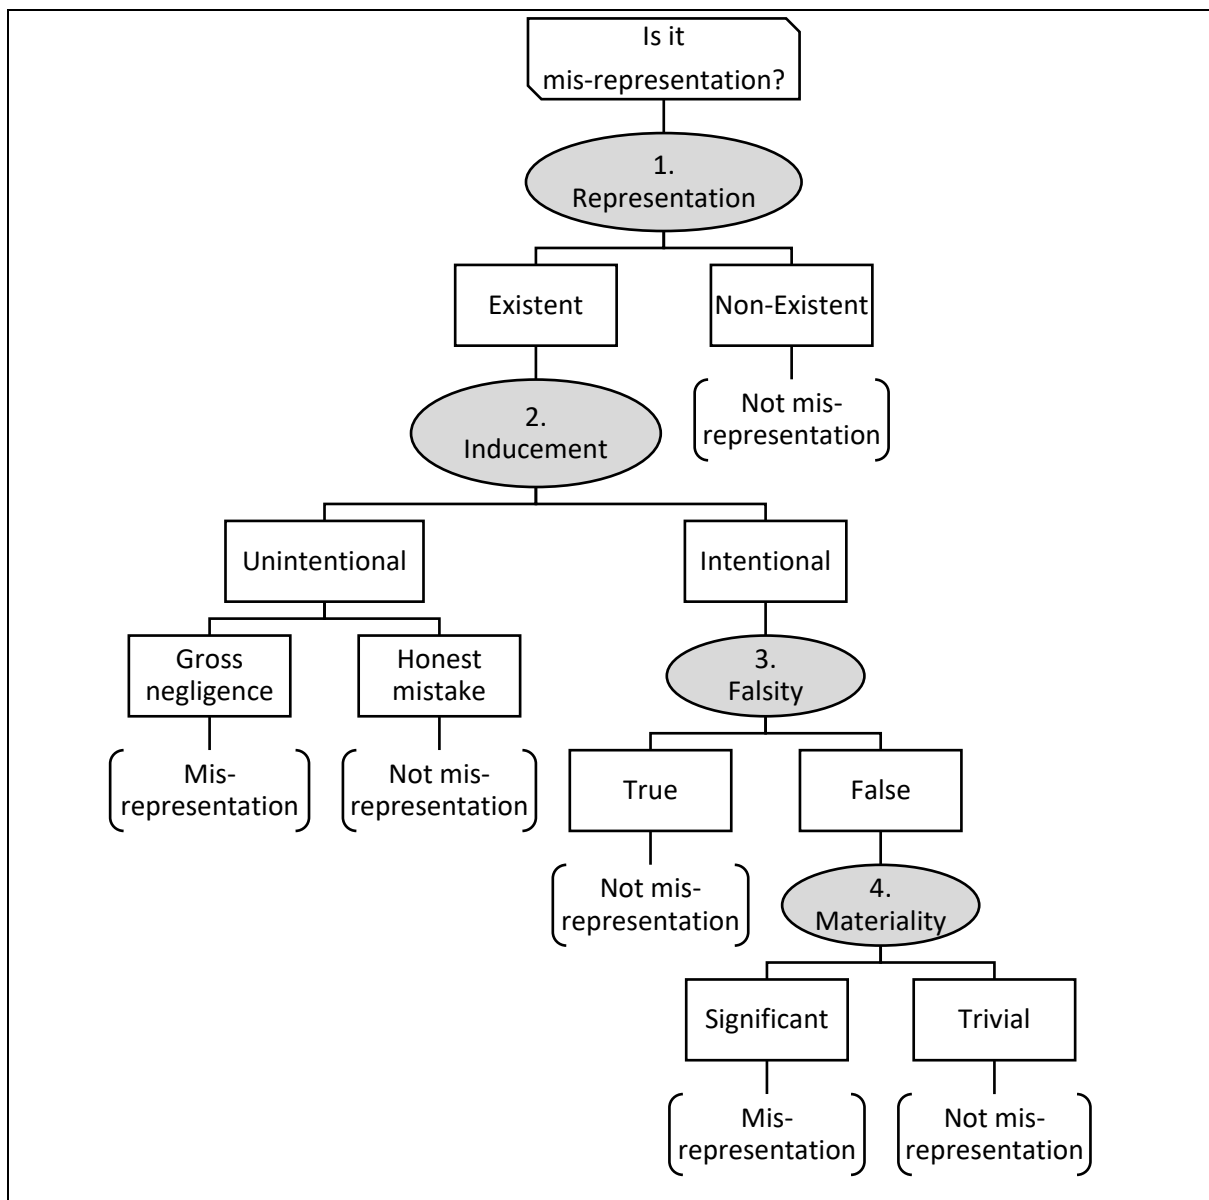 Is it
mis-representation?
1.
Representation
Existent
Non-Existent
Not mis-
representation
2.
Inducement
Unintentional
Intentional
Gross
negligence
Honest
mistake
Mis-
representation
Not mis-
representation
3.
Falsity
True
False
Not mis-
representation
4.
Materiality
Significant
Trivial
Mis-
representation
Not mis-
representation